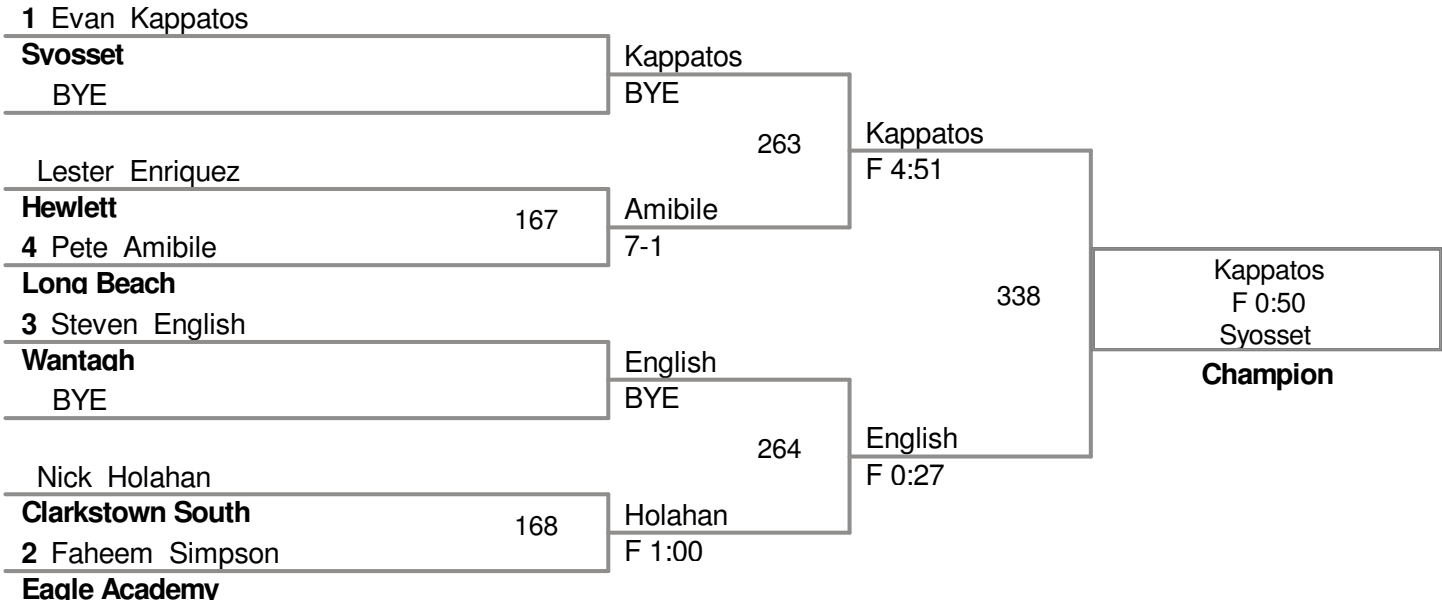 1 Evan Kappatos
Syosset
BYE
Kappatos
BYE
263
Kappatos
F 4:51
Lester Enriquez
Hewlett
167
4 Pete Amibile
Long Beach
Amibile
7-1
338
Kappatos
F 0:50
Syosset
Champion
3 Steven English
Wantagh
BYE
English
BYE
264
English
F 0:27
Nick Holahan
Clarkstown South
168
2 Faheem Simpson
Eagle Academy
Holahan
F 1:00